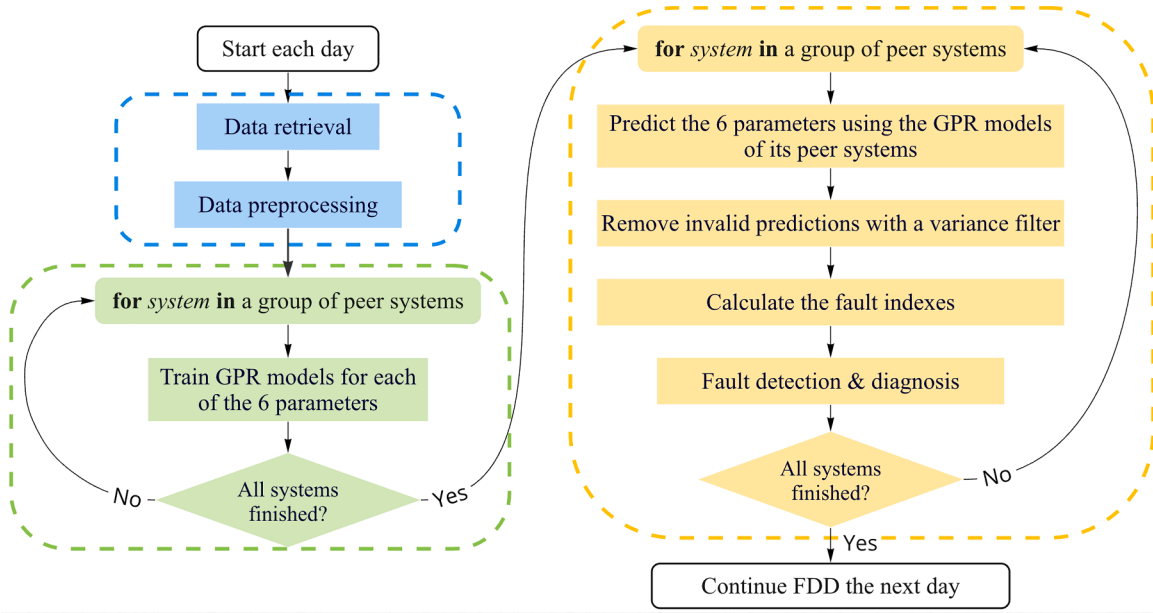 Start each day
Data retrieval
Data preprocessing
for system in a group of peer systems
Train GPR models for each
of the 6 parameters
All systems
finished?
No
Yes
for system in a group of peer systems
Predict the 6 parameters using the GPR models
of its peer systems
Remove invalid predictions with a variance filter
Calculate the fault indexes
Fault detection & diagnosis
All systems
finished?
No
Yes
Continue FDD the next day